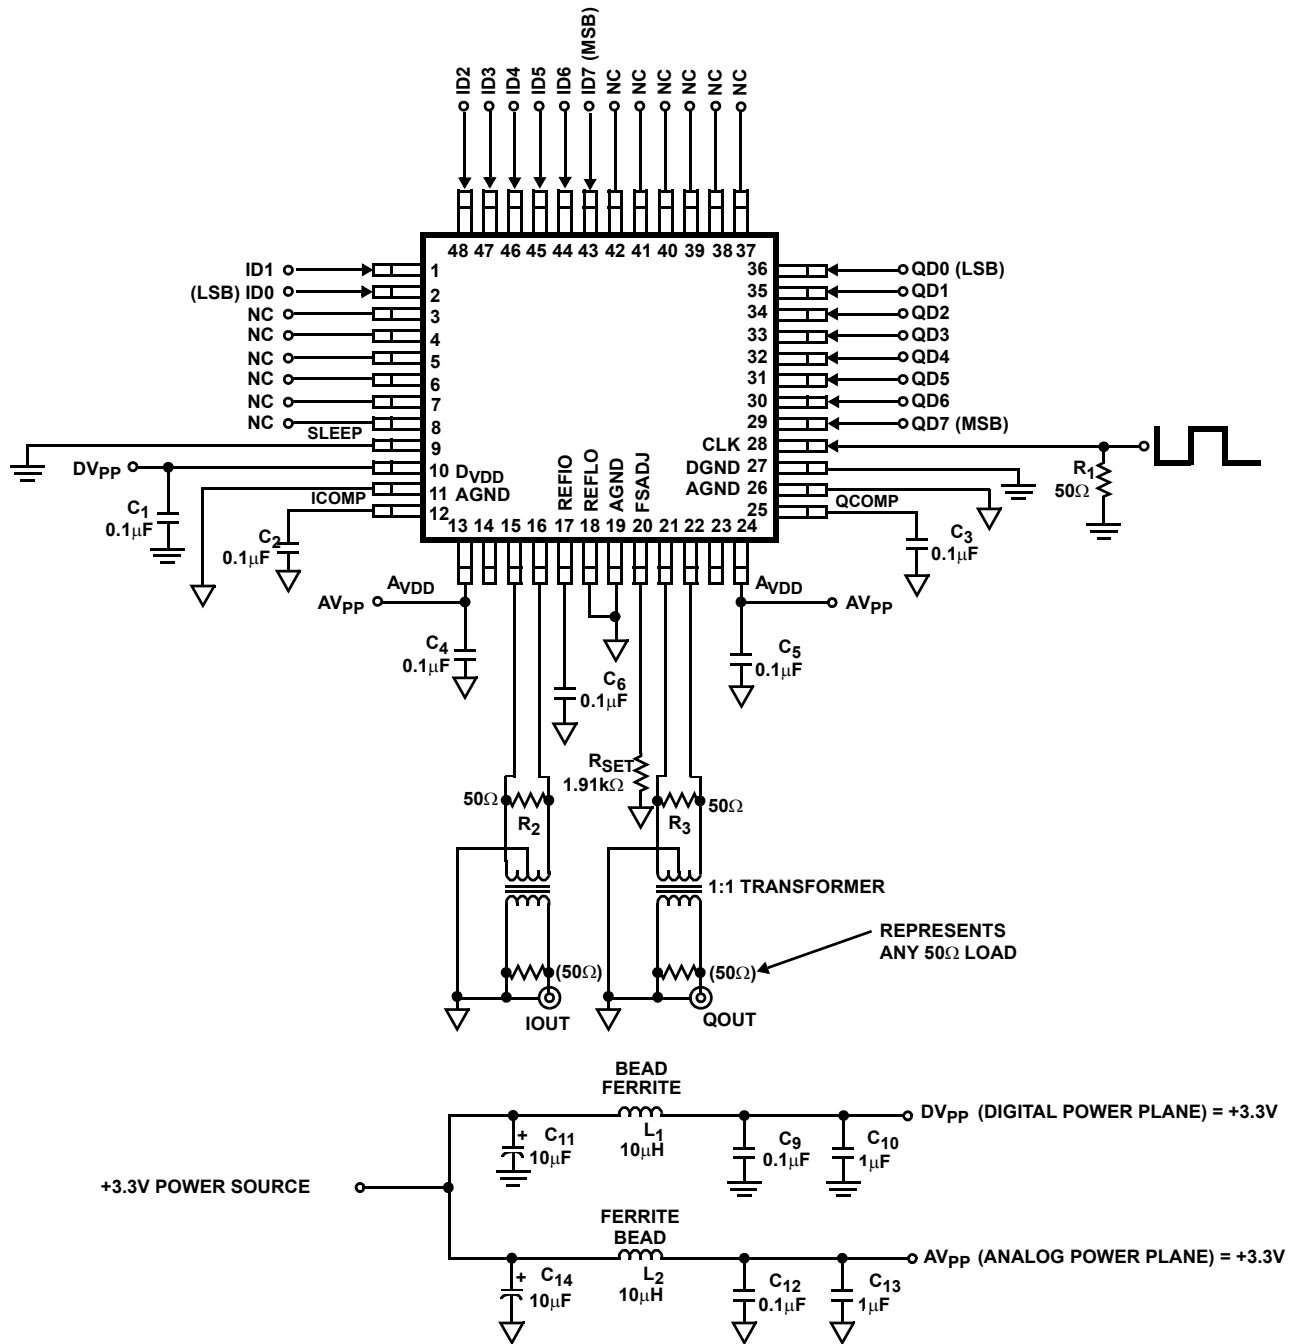 ID2
ID3
ID4
ID5
ID6
ID7 (MSB)
NC
NC
NC
NC
NC
NC
48 47 46 45 44 43 42 41 40 39 38 37
ID1
(LSB) ID0
NC
NC
NC
NC
NC
NC
SLEEP
DVPP
ICOMP
C1
0.1μF
C2
0.1μF
1
2
3
4
5
6
7
8
9
10 DVDD
11 AGND
12
REFIO
REFLO
AGND
FSADJ
36
35
34
33
32
31
30
29
CLK 28
DGND 27
AGND 26
25
QD0 (LSB)
QD1
QD2
QD3
QD4
QD5
QD6
QD7 (MSB)
R1
50Ω
QCOMP
C3
0.1μF
13 14 15 16 17 18 19 20 21 22 23 24
AVDD
AVPP
AVDD
AVPP
C4
0.1μF
C6
0.1μF
C5
0.1μF
RSET
1.91kΩ
50Ω
R2
R3
50Ω
1:1 TRANSFORMER
REPRESENTS
ANY 50Ω LOAD
(50Ω)
(50Ω)
IOUT
QOUT
BEAD
FERRITE
L1
10μH
C11
+
10μF
C9
0.1μF
C10
1μF
DVPP (DIGITAL POWER PLANE) = +3.3V
+3.3V POWER SOURCE
FERRITE
BEAD
L2
10μH
C14
+
10μF
C12
0.1μF
C13
1μF
AVPP (ANALOG POWER PLANE) = +3.3V